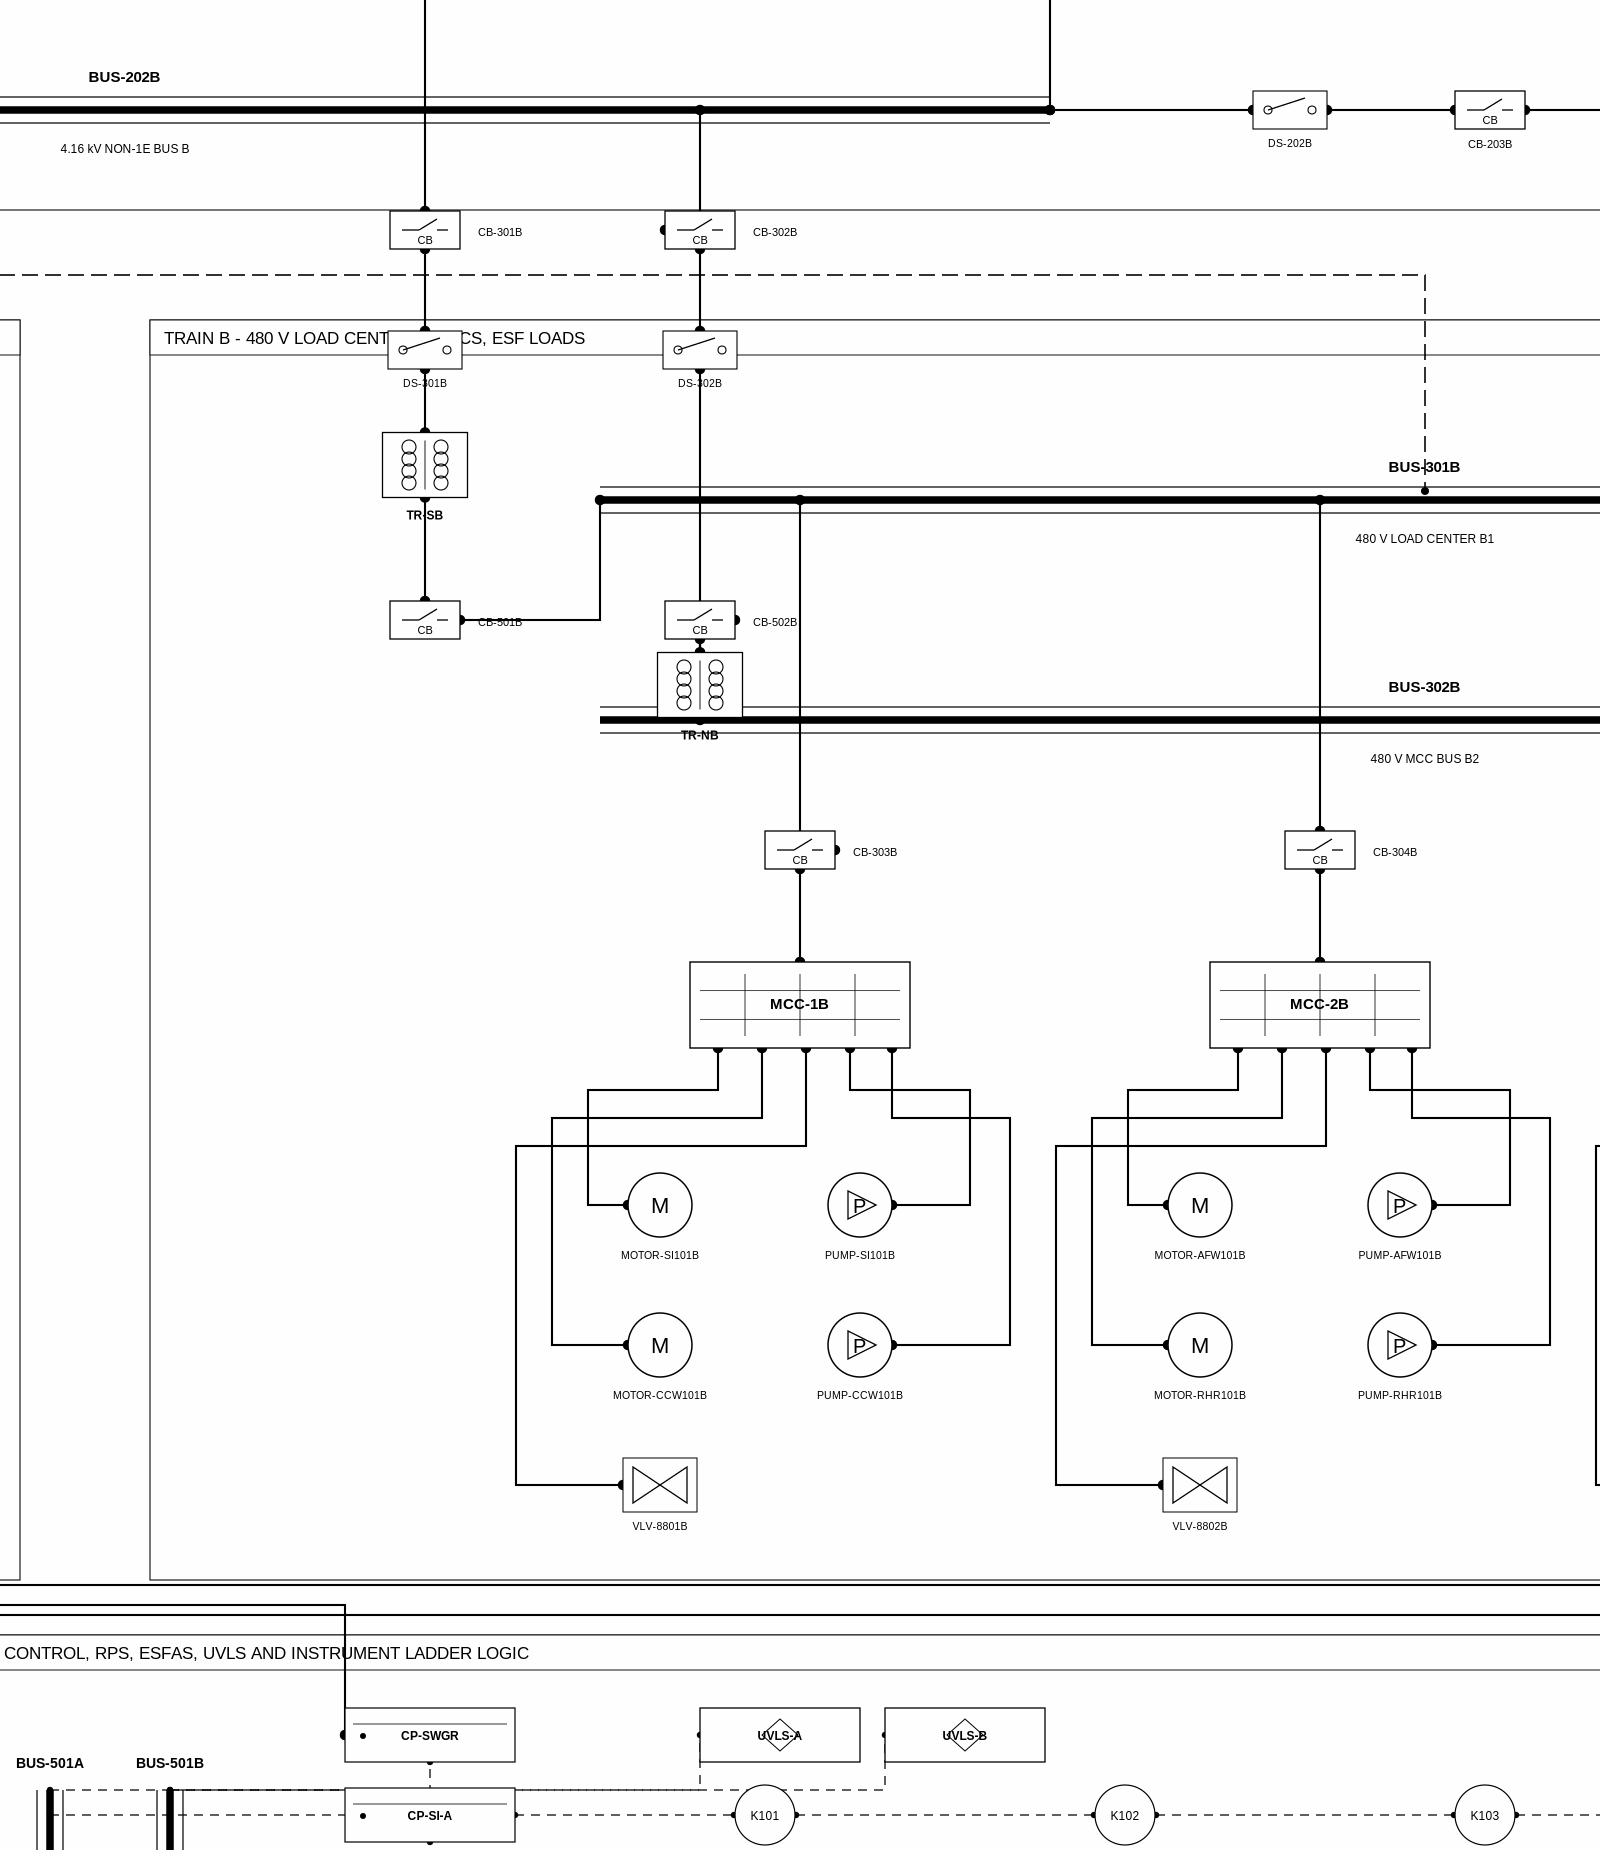 BUS-202B
4.16 kV NON-1E BUS B
DS-202B
CB
CB-203B
CB
CB-301B
CB
CB-302B
TRAIN B - 480 V LOAD CENT CS, ESF LOADS
DS-301B
DS-302B
BUS-301B
TR-SB
480 V LOAD CENTER B1
CB
CB-501B
CB
CB-502B
BUS-302B
TR-NB
480 V MCC BUS B2
CB
CB-303B
CB
CB-304B
MCC-1B
MCC-2B
M
P
M
P
MOTOR-SI101B
PUMP-SI101B
MOTOR-AFW101B
PUMP-AFW101B
M
P
M
P
MOTOR-CCW101B
PUMP-CCW101B
MOTOR-RHR101B
PUMP-RHR101B
VLV-8801B
VLV-8802B
CONTROL, RPS, ESFAS, UVLS AND INSTRUMENT LADDER LOGIC
CP-SWGR
UVLS-A
UVLS-B
BUS-501A
BUS-501B
CP-SI-A
K101
K102
K103